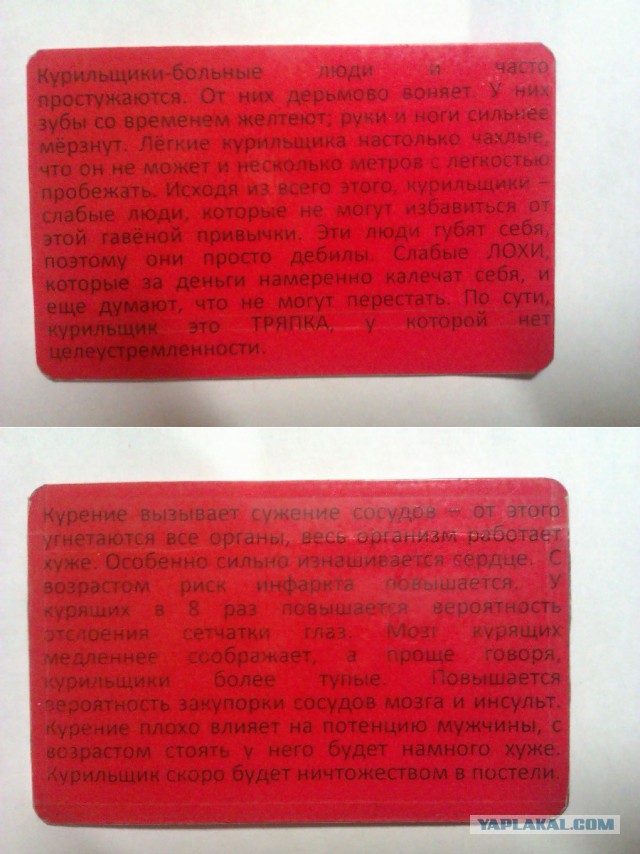 Курильщики-больные люди и часто
простужаются. От них дерьмово воняет. У них
зубы со временем желтеют; руки и ноги сильнее
мёрзнут. Лёгкие курильщика настолько чахлые,
что он не может и несколько метров с легкостью
пробежать. Исходя из всего этого, курильщики –
слабые люди, которые не могут избавиться от
этой гавёной привычки. Эти люди губят себя,
поэтому они просто дебилы. Слабые ЛОХИ,
которые за деньги намеренно калечат себя, и
еще думают, что не могут перестать. По сути,
курильщик это ТРЯПКА, у которой нет
целеустремленности.
Курение вызывает сужение сосудов – от этого
угнетаются все органы, весь организм работает
хуже. Особенно сильно изнашивается сердце. С
возрастом риск инфаркта повышается. У
курящих в 8 раз повышается вероятность
отслоения сетчатки глаз. Мозг курящих
медленнее соображает, а проще говоря,
курильщики более тупые. Повышается
вероятность закупорки сосудов мозга и инсульт.
Курение плохо влияет на потенцию мужчины, с
возрастом стоять у него будет намного хуже.
Курильщик скоро будет ничтожеством в постели.
YAPLAKAL.COM